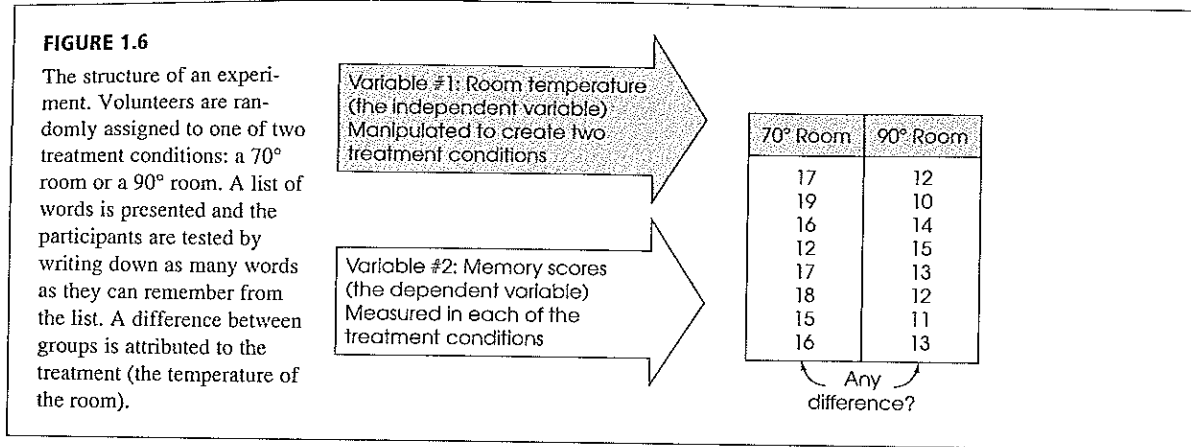 FIGURE 1.6
The structure of an experi-
ment. Volunteers are ran-
domly assigned to one of two
treatment conditions: a 70°
room or a 90° room. A list of
words is presented and the
participants are tested by
writing down as many words
as they can remember from
the list. A difference between
groups is attributed to the
treatment (the temperature of
the room).
Variable #1: Room temperature
(the independent variable)
Manipulated to create two
treatment conditions
Variable #2: Memory scores
(the dependent variable)
Measured in each of the
treatment conditions
70° Room 90° Room
17 12
19 10
16 14
12 15
17 13
18 12
15 11
16 13
Any
difference?